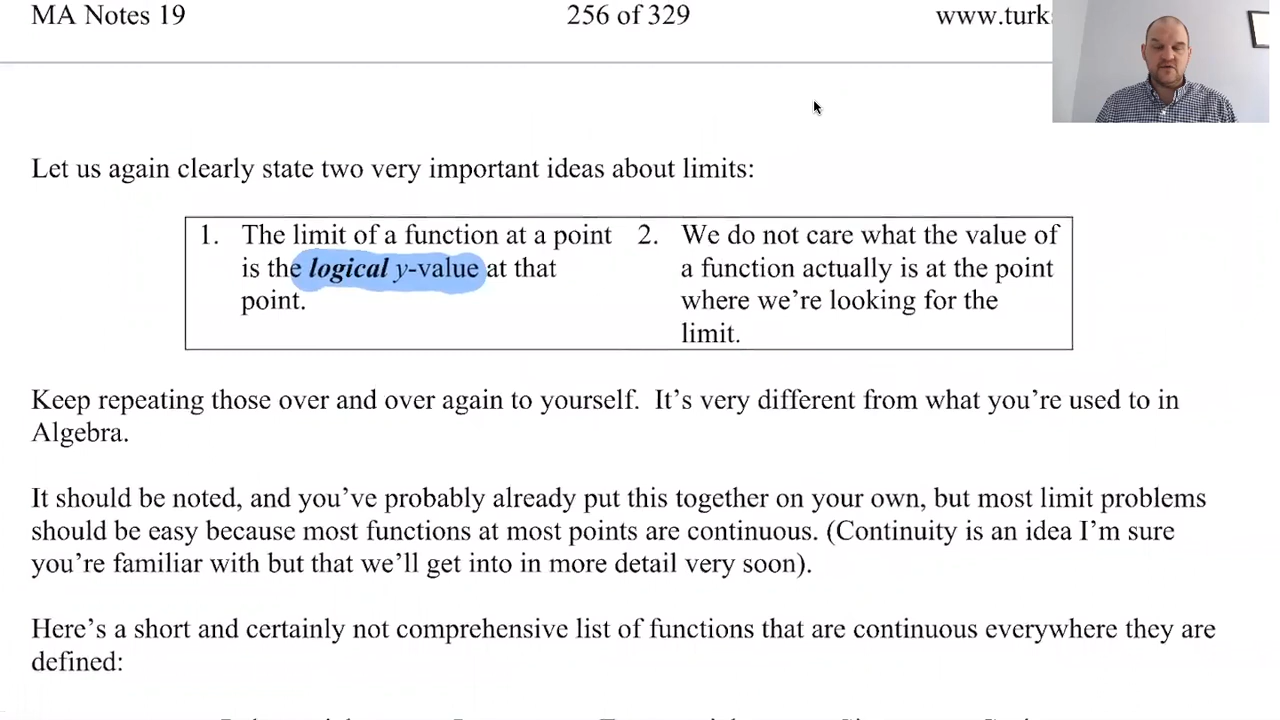 MA Notes 19
256 of 329
www.turk
Let us again clearly state two very important ideas about limits:
1. The limit of a function at a point
is the logical y-value at that
point.
2. We do not care what the value of
a function actually is at the point
where we're looking for the
limit.
Keep repeating those over and over again to yourself. It's very different from what you're used to in
Algebra.
It should be noted, and you've probably already put this together on your own, but most limit problems
should be easy because most functions at most points are continuous. (Continuity is an idea I'm sure
you're familiar with but that we'll get into in more detail very soon).
Here's a short and certainly not comprehensive list of functions that are continuous everywhere they are
defined: